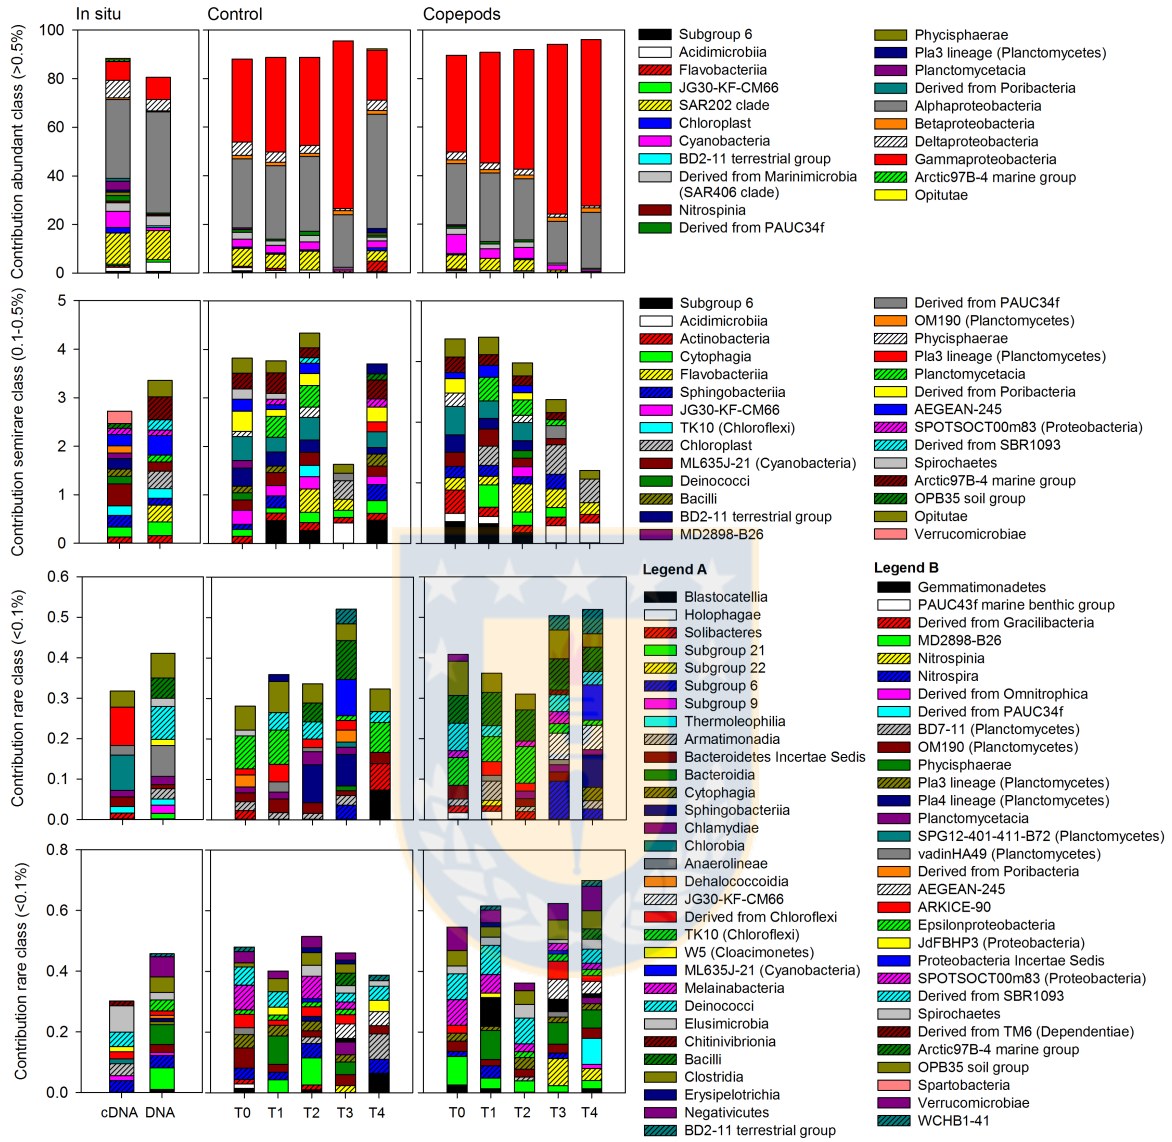 In situ
Control
Copepods
Contribution abundant class (>0.5%)
100
80
60
40
20
0
Subgroup 6
Acidimicrobiia
Flavobacteriia
JG30-KF-CM66
SAR202 clade
Chloroplast
Cyanobacteria
BD2-11 terrestrial group
Derived from Marinimicrobia
(SAR406 clade)
Nitrospinia
Derived from PAUC34f
Phycisphaerae
Pla3 lineage (Planctomycetes)
Planctomycetacia
Derived from Poribacteria
Alphaproteobacteria
Betaproteobacteria
Deltaproteobacteria
Gammaproteobacteria
Arctic97B-4 marine group
Opitutae
Contribution semirare class (0.1-0.5%)
5
4
3
2
1
0
Subgroup 6
Acidimicrobiia
Actinobacteria
Cytophagia
Flavobacteriia
Sphingobacteriia
JG30-KF-CM66
TK10 (Chloroflexi)
Chloroplast
ML635J-21 (Cyanobacteria)
Deinococci
Bacilli
BD2-11 terrestrial group
MD2898-B26
Derived from PAUC34f
OM190 (Planctomycetes)
Phycisphaerae
Pla3 lineage (Planctomycetes)
Planctomycetacia
Derived from Poribacteria
AEGEAN-245
SPOTSOCT00m83 (Proteobacteria)
Derived from SBR1093
Spirochaetes
Arctic97B-4 marine group
OPB35 soil group
Opitutae
Verrucomicrobiae
Contribution rare class (<0.1%)
0.6
0.5
0.4
0.3
0.2
0.1
0.0
Contribution rare class (<0.1%)
0.8
0.6
0.4
0.2
0.0
cDNA
DNA
T0
T1
T2
T3
T4
T0
T1
T2
T3
T4
Legend A
Blastocatellia
Holophagae
Solibacteres
Subgroup 21
Subgroup 22
Subgroup 6
Subgroup 9
Thermoleophilia
Armatimonadia
Bacteroidetes Incertae Sedis
Bacteroidia
Cytophagia
Sphingobacteriia
Chlamydiae
Chlorobia
Anaerolineae
Dehalococcoidia
JG30-KF-CM66
Derived from Chloroflexi
TK10 (Chloroflexi)
W5 (Cloacimonetes)
ML635J-21 (Cyanobacteria)
Melainabacteria
Deinococci
Elusimicrobia
Chitinivibrionia
Bacilli
Clostridia
Erysipelotrichia
Negativicutes
BD2-11 terrestrial group
Legend B
Gemmatimonadetes
PAUC43f marine benthic group
Derived from Gracilibacteria
MD2898-B26
Nitrospinia
Nitrospira
Derived from Omnitrophica
Derived from PAUC34f
BD7-11 (Planctomycetes)
OM190 (Planctomycetes)
Phycisphaerae
Pla3 lineage (Planctomycetes)
Pla4 lineage (Planctomycetes)
Planctomycetacia
SPG12-401-411-B72 (Planctomycetes)
vadinHA49 (Planctomycetes)
Derived from Poribacteria
AEGEAN-245
ARKICE-90
Epsilonproteobacteria
JdFBHP3 (Proteobacteria)
Proteobacteria Incertae Sedis
SPOTSOCT00m83 (Proteobacteria)
Derived from SBR1093
Spirochaetes
Derived from TM6 (Dependentiae)
Arctic97B-4 marine group
OPB35 soil group
Spartobacteria
Verrucomicrobiae
WCHB1-41